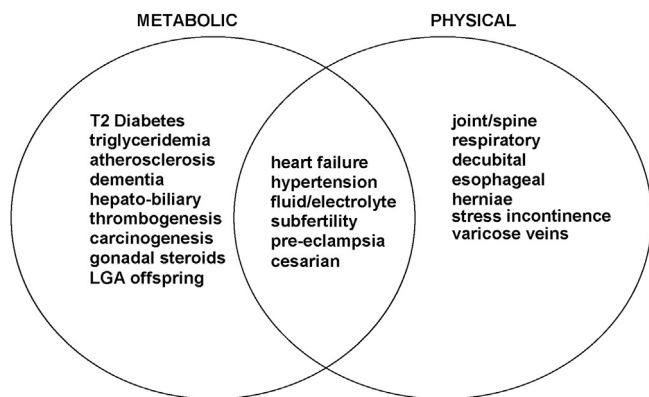 METABOLIC
PHYSICAL
T2 Diabetes
triglyceridemia
atherosclerosis
dementia
hepato-biliary
thrombogenesis
carcinogenesis
gonadal steroids
LGA offspring
heart failure
hypertension
fluid/electrolyte
subfertility
pre-eclampsia
cesarian
joint/spine
respiratory
decubital
esophageal
herniae
stress incontinence
varicose veins